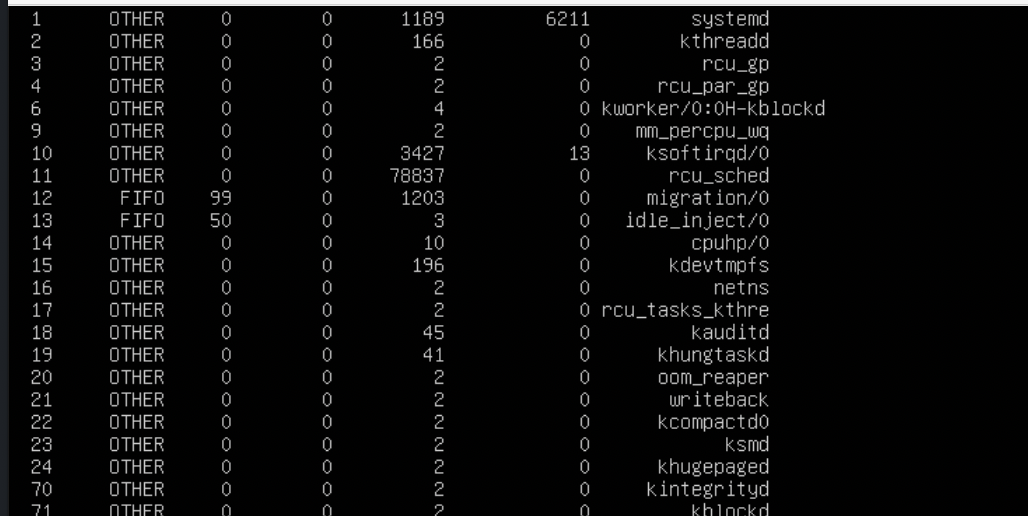 1 OTHER 0 0 1189 6211 systemd
2 OTHER 0 0 166 0 kthreadd
3 OTHER 0 0 2 0 rcu_gp
4 OTHER 0 0 2 0 rcu_par_gp
6 OTHER 0 0 4 0 kworker/0:0H-kblockd
9 OTHER 0 0 2 0 mm_percpu_wq
10 OTHER 0 0 3427 13 ksoftirqd/0
11 OTHER 0 0 78837 0 rcu_sched
12 FIFO 99 0 1203 0 migration/0
13 FIFO 50 0 3 0 idle_inject/0
14 OTHER 0 0 10 0 cpuhp/0
15 OTHER 0 0 196 0 kdevtmpfs
16 OTHER 0 0 2 0 netns
17 OTHER 0 0 2 0 rcu_tasks_kthre
18 OTHER 0 0 45 0 kauditd
19 OTHER 0 0 41 0 khungtaskd
20 OTHER 0 0 2 0 oom_reaper
21 OTHER 0 0 2 0 writeback
22 OTHER 0 0 2 0 kcompactd0
23 OTHER 0 0 2 0 ksmd
24 OTHER 0 0 2 0 khugepaged
70 OTHER 0 0 2 0 kintegrityd
71 OTHER 0 0 2 0 kblockd